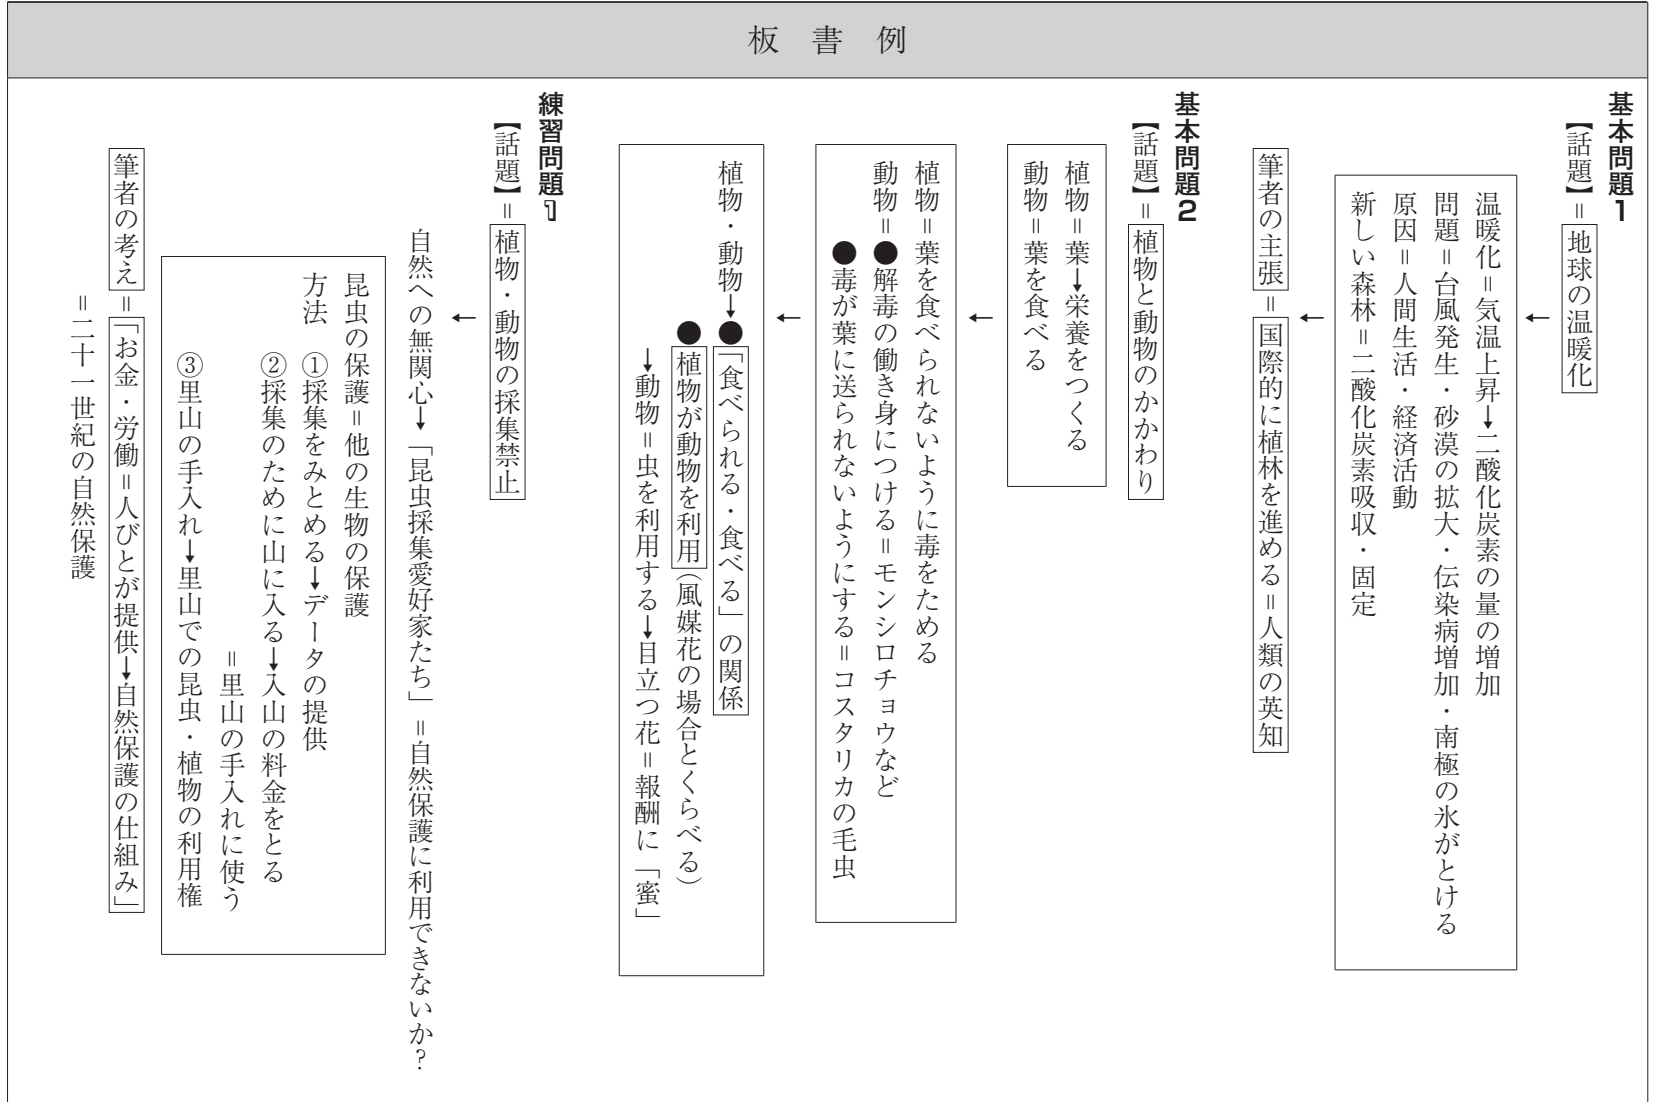 板書例
基本問題1
【話題】=地球の温暖化
↓
温暖化=気温上昇→二酸化炭素の量の増加
問題=台風発生・砂漠の拡大・伝染病増加・南極の氷がとける
原因=人間生活・経済活動
新しい森林=二酸化炭素吸収・固定
↓
筆者の主張=国際的に植林を進める=人類の英知
基本問題2
【話題】=植物と動物のかかわり
植物=葉→栄養をつくる
動物=葉を食べる
↓
植物=葉を食べられないように毒をためる
動物=●解毒の働き身につける=モンシロチョウなど
●毒が葉に送られないようにする=コスタリカの毛虫
↓
植物・動物→●「食べられる・食べる」の関係
●植物が動物を利用(風媒花の場合とくらべる)
→動物=虫を利用する→目立つ花=報酬に「蜜」
練習問題1
【話題】=植物・動物の採集禁止
↓
自然への無関心→「昆虫採集愛好家たち」=自然保護に利用できないか?
昆虫の保護=他の生物の保護
方法 ①採集をみとめる→データの提供
②採集のために山に入る→入山の料金をとる
=里山の手入れに使う
③里山の手入れ→里山での昆虫・植物の利用権
筆者の考え=「お金・労働=人びとが提供→自然保護の仕組み」
=二十一世紀の自然保護